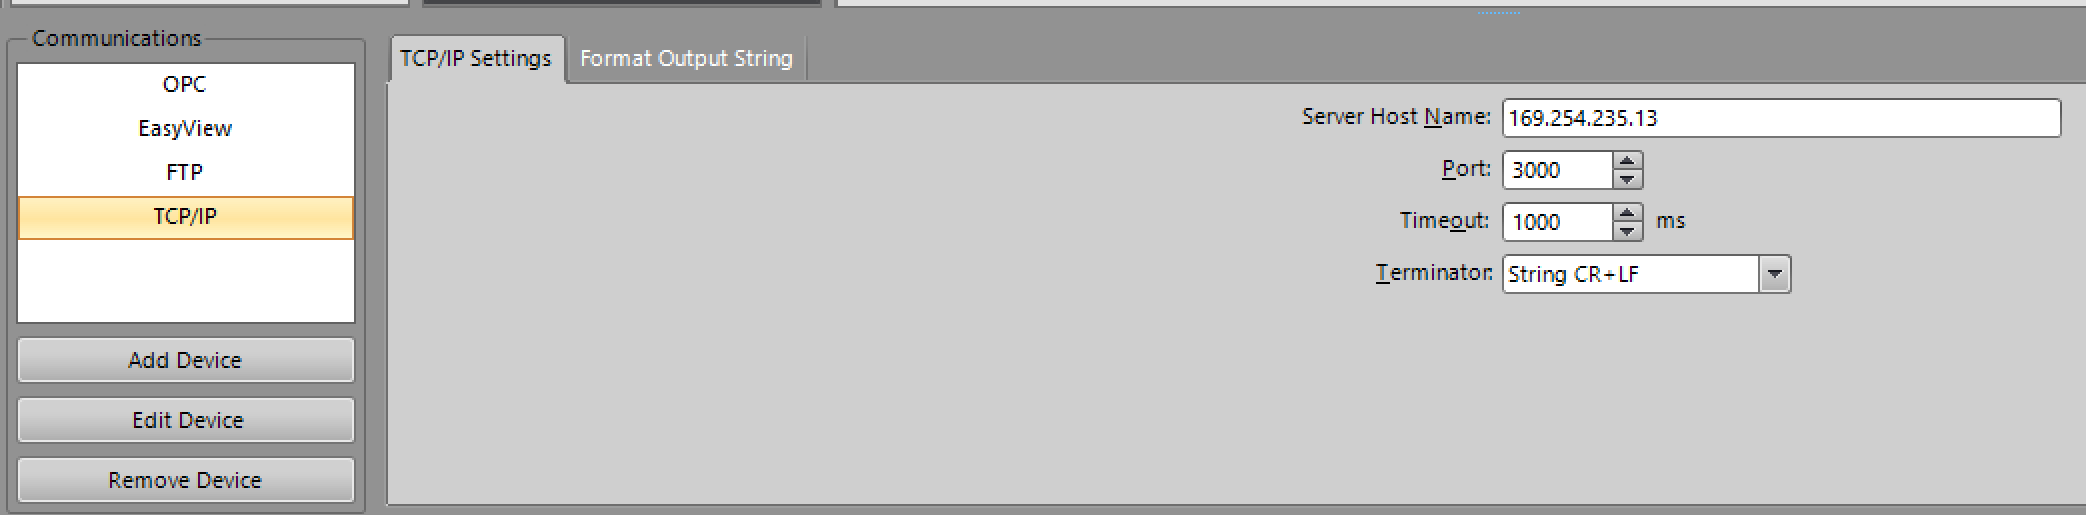 Communications
OPC
EasyView
FTP
TCP/IP
Add Device
Edit Device
Remove Device
TCP/IP Settings
Format Output String
Server Host Name: 169.254.235.13
Port: 3000
Timeout: 1000 ms
Terminator: String CR+LF